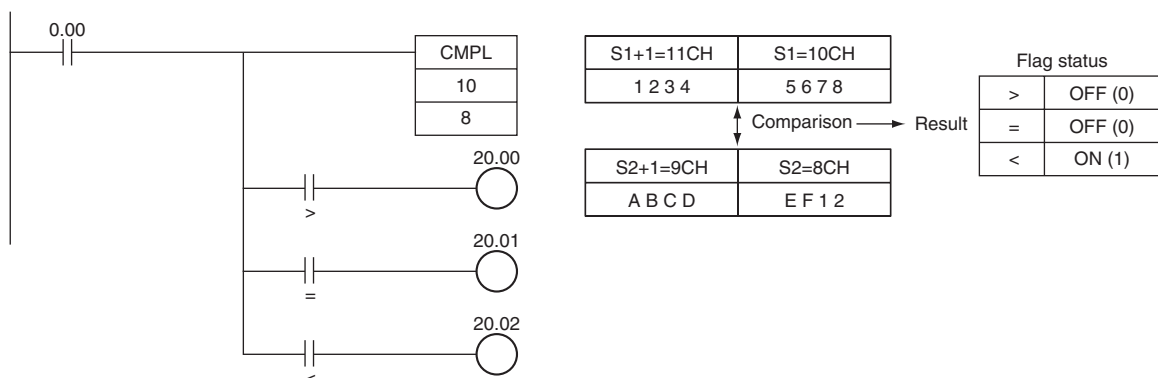 0.00
CMPL
10
8
20.00
>
20.01
=
20.02
<
S1+1=11CH S1=10CH
1 2 3 4 5 6 7 8
Comparison Result
S2+1=9CH S2=8CH
A B C D E F 1 2
Flag status
> OFF (0)
= OFF (0)
< ON (1)